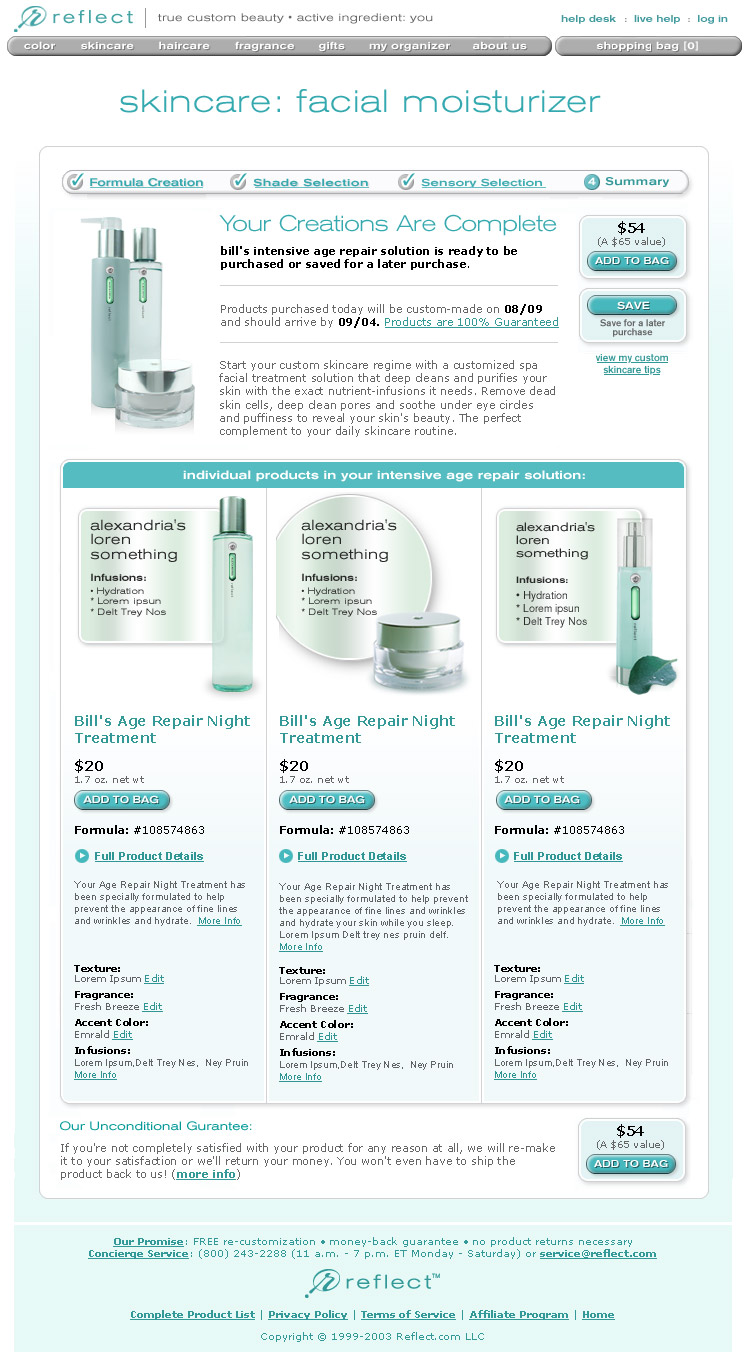 reflect | true custom beauty • active ingredient: you
help desk : live help : log in
color skincare haircare fragrance gifts my organizer about us shopping bag [0]
skincare: facial moisturizer
Formula Creation Shade Selection Sensory Selection 4 Summary
Your Creations Are Complete
bill's intensive age repair solution is ready to be
purchased or saved for a later purchase.
Products purchased today will be custom-made on 08/09
and should arrive by 09/04. Products are 100% Guaranteed
Start your custom skincare regime with a customized spa
facial treatment solution that deep cleans and purifies your
skin with the exact nutrient-infusions it needs. Remove dead
skin cells, deep clean pores and soothe under eye circles
and puffiness to reveal your skin's beauty. The perfect
complement to your daily skincare routine.
$54
(A $65 value)
ADD TO BAG
SAVE
Save for a later
purchase
view my custom
skincare tips
individual products in your intensive age repair solution:
alexandria's
loren
something
Infusions:
• Hydration
* Lorem ipsun
* Delt Trey Nos
reflect
Bill's Age Repair Night
Treatment
$20
1.7 oz. net wt
ADD TO BAG
Formula: #108574863
Full Product Details
Your Age Repair Night Treatment has
been specially formulated to help
prevent the appearance of fine lines
and wrinkles and hydrate. More Info
Texture:
Lorem Ipsum Edit
Fragrance:
Fresh Breeze Edit
Accent Color:
Emrald Edit
Infusions:
Lorem Ipsum,Delt Trey Nes, Ney Pruin
More Info
alexandria's
loren
something
Infusions:
• Hydration
* Lorem ipsun
* Delt Trey Nos
Bill's Age Repair Night
Treatment
$20
1.7 oz. net wt
ADD TO BAG
Formula: #108574863
Full Product Details
Your Age Repair Night Treatment has
been specially formulated to help
prevent the appearance of fine lines
and wrinkles and hydrate your skin while you sleep.
Lorem Ipsum Delt trey nes pruin delf.
More Info
Texture:
Lorem Ipsum Edit
Fragrance:
Fresh Breeze Edit
Accent Color:
Emrald Edit
Infusions:
Lorem Ipsum,Delt Trey Nes, Ney Pruin
More Info
alexandria's
loren
something
Infusions:
• Hydration
* Lorem ipsun
* Delt Trey Nos
reflect
Bill's Age Repair Night
Treatment
$20
1.7 oz. net wt
ADD TO BAG
Formula: #108574863
Full Product Details
Your Age Repair Night Treatment has
been specially formulated to help
prevent the appearance of fine lines
and wrinkles and hydrate. More Info
Texture:
Lorem Ipsum Edit
Fragrance:
Fresh Breeze Edit
Accent Color:
Emrald Edit
Infusions:
Lorem Ipsum,Delt Trey Nes, Ney Pruin
More Info
Our Unconditional Gurantee:
If you're not completely satisfied with your product for any reason at all, we will re-make
it to your satisfaction or we'll return your money. You won't even have to ship the
product back to us! (more info)
$54
(A $65 value)
ADD TO BAG
Our Promise: FREE re-customization • money-back guarantee • no product returns necessary
Concierge Service: (800) 243-2288 (11 a.m. - 7 p.m. ET Monday - Saturday) or service@reflect.com
reflect™
Complete Product List | Privacy Policy | Terms of Service | Affiliate Program | Home
Copyright © 1999-2003 Reflect.com LLC